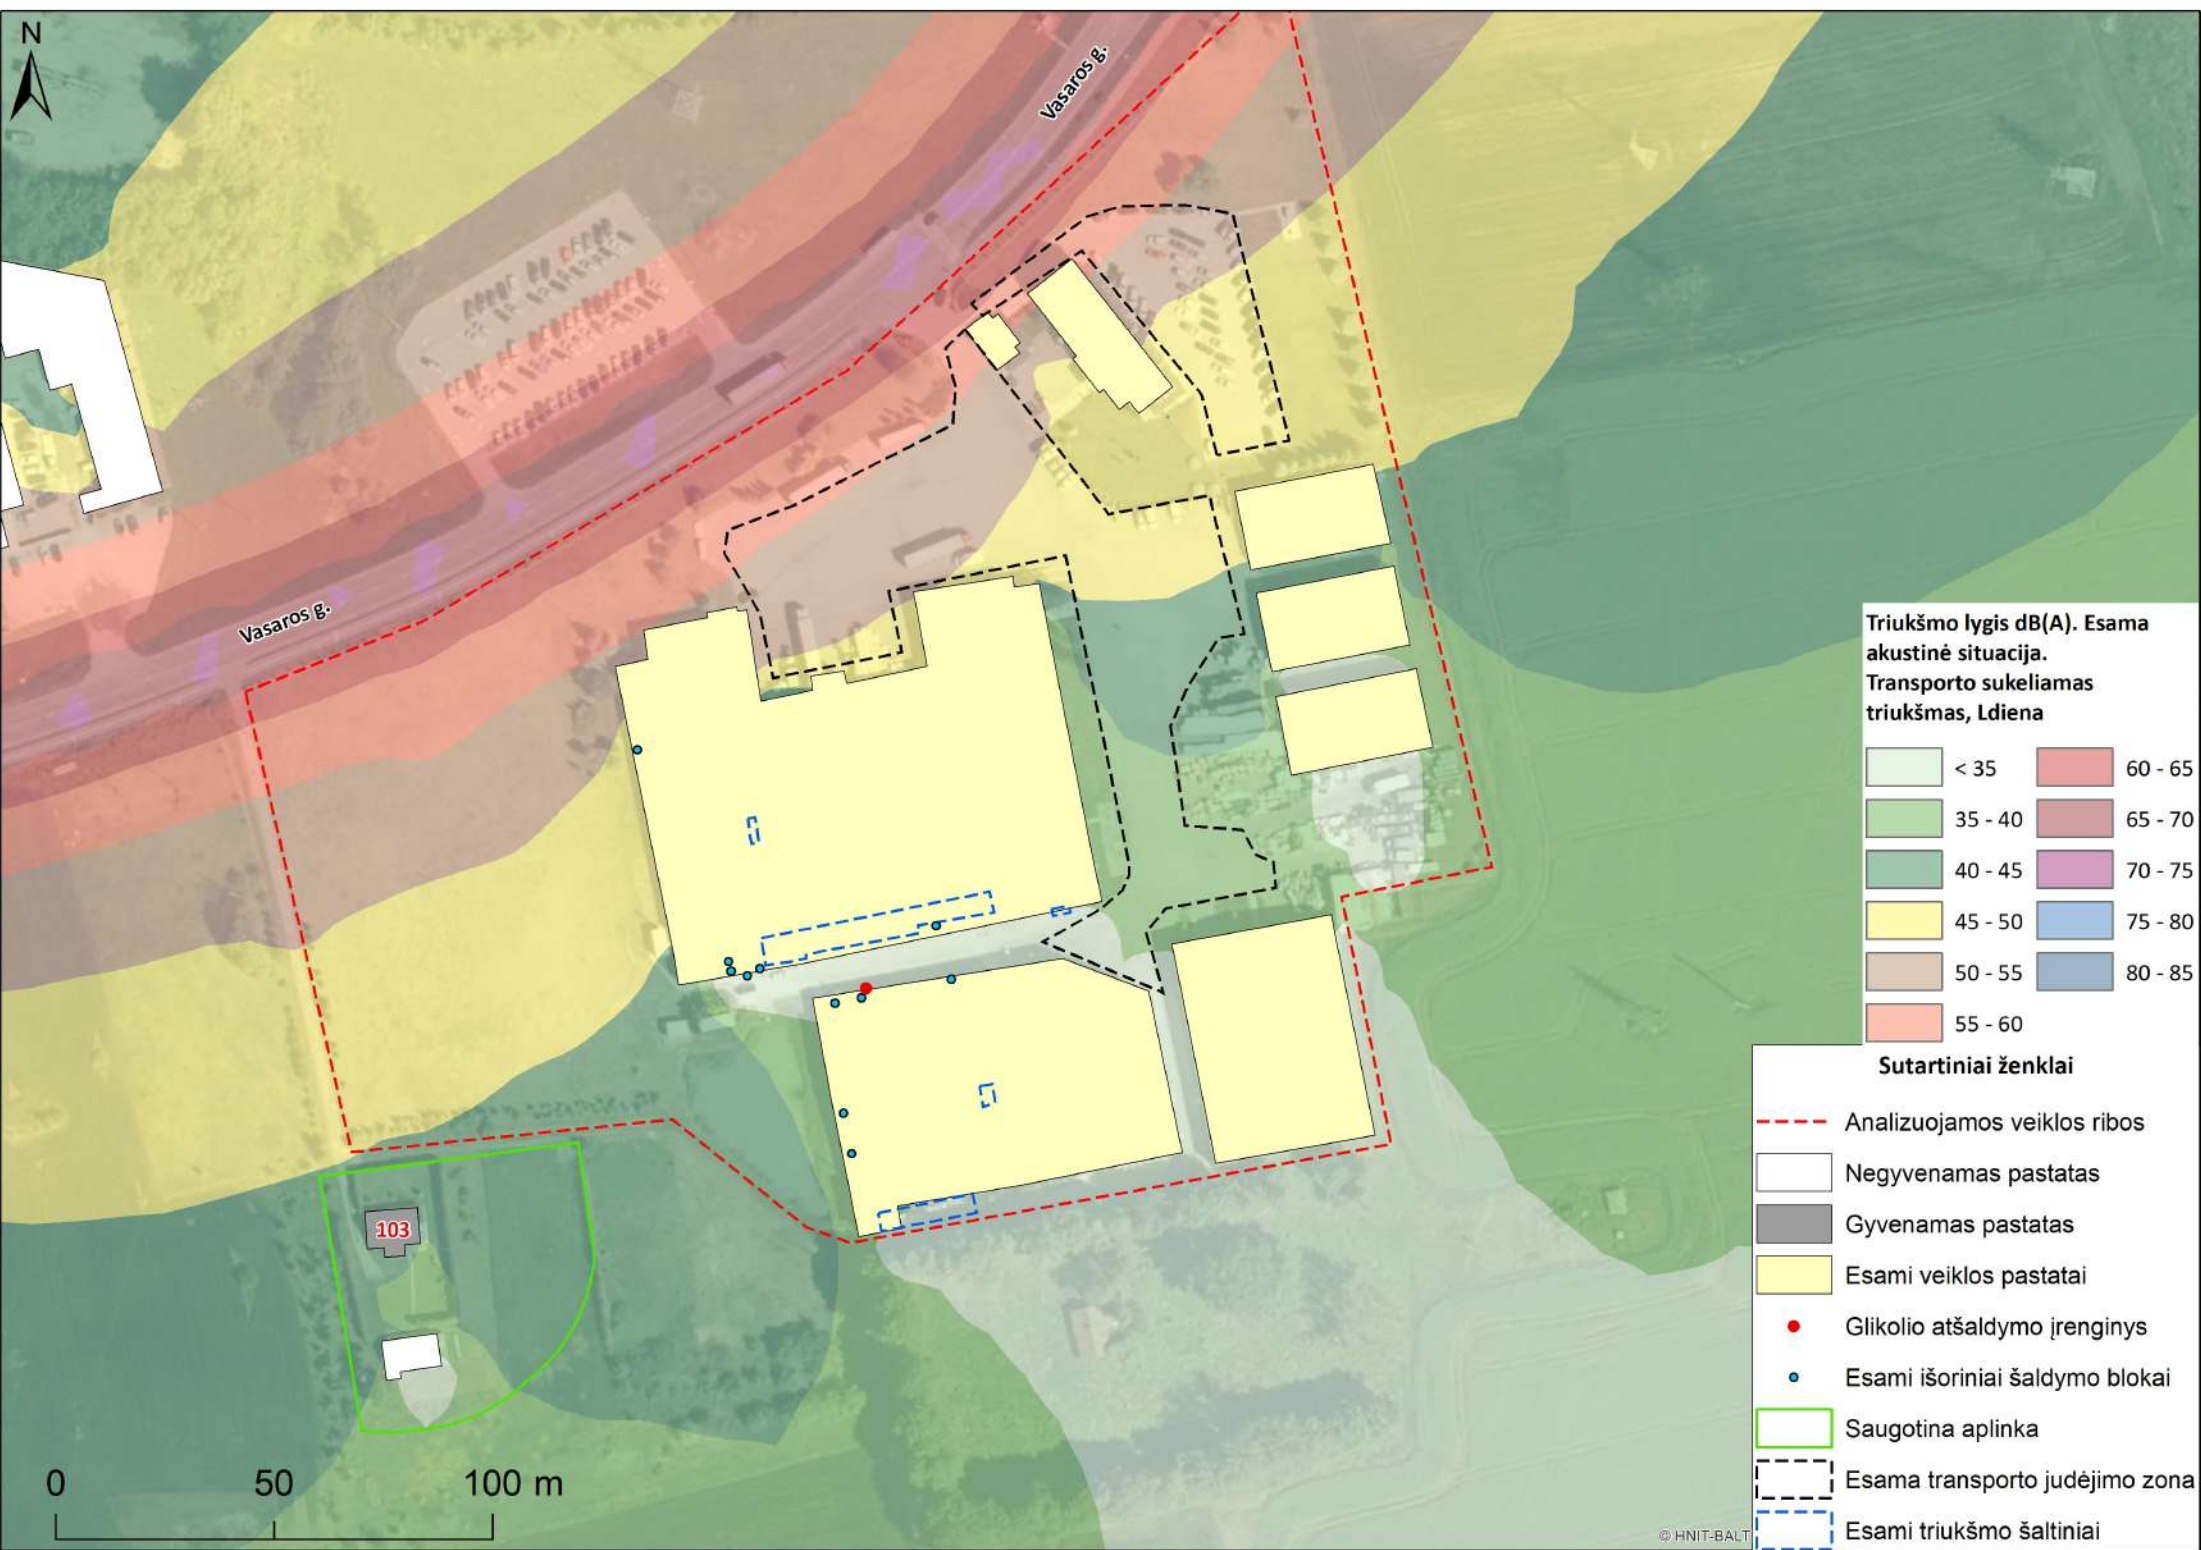 N
Vasaros g.
Vasaros g.
103
Triukšmo lygis dB(A). Esama
akustinė situacija.
Transporto sukeliamas
triukšmas, Ldiena
< 35
60 - 65
35 - 40
65 - 70
40 - 45
70 - 75
45 - 50
75 - 80
50 - 55
80 - 85
55 - 60
Sutartiniai ženklai
Analizuojamos veiklos ribos
Negyvenamas pastatas
Gyvenamas pastatas
Esami veiklos pastatai
Glikolio atšaldymo įrenginys
Esami išoriniai šaldymo blokai
Saugotina aplinka
Esama transporto judėjimo zona
Esami triukšmo šaltiniai
0 50 100 m
© HNIT-BALT